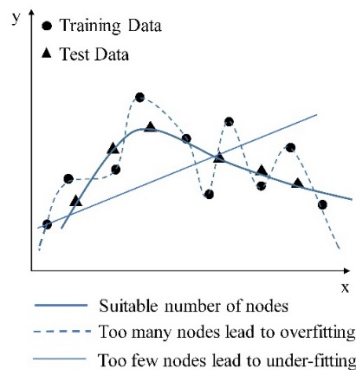 y
Training Data
Test Data
x
Suitable number of nodes
Too many nodes lead to overfitting
Too few nodes lead to under-fitting